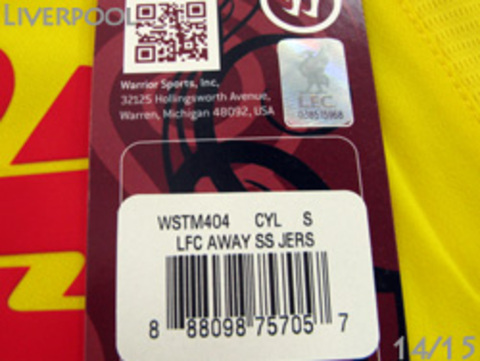 LIVERPOOL
Warrior Sports, Inc.
32125 Hollingsworth Avenue,
Warren, Michigan 48092, USA
LFC
WSTM404 CYL S
LFC AWAY SS JERS
8 88098 75705 7
14/15